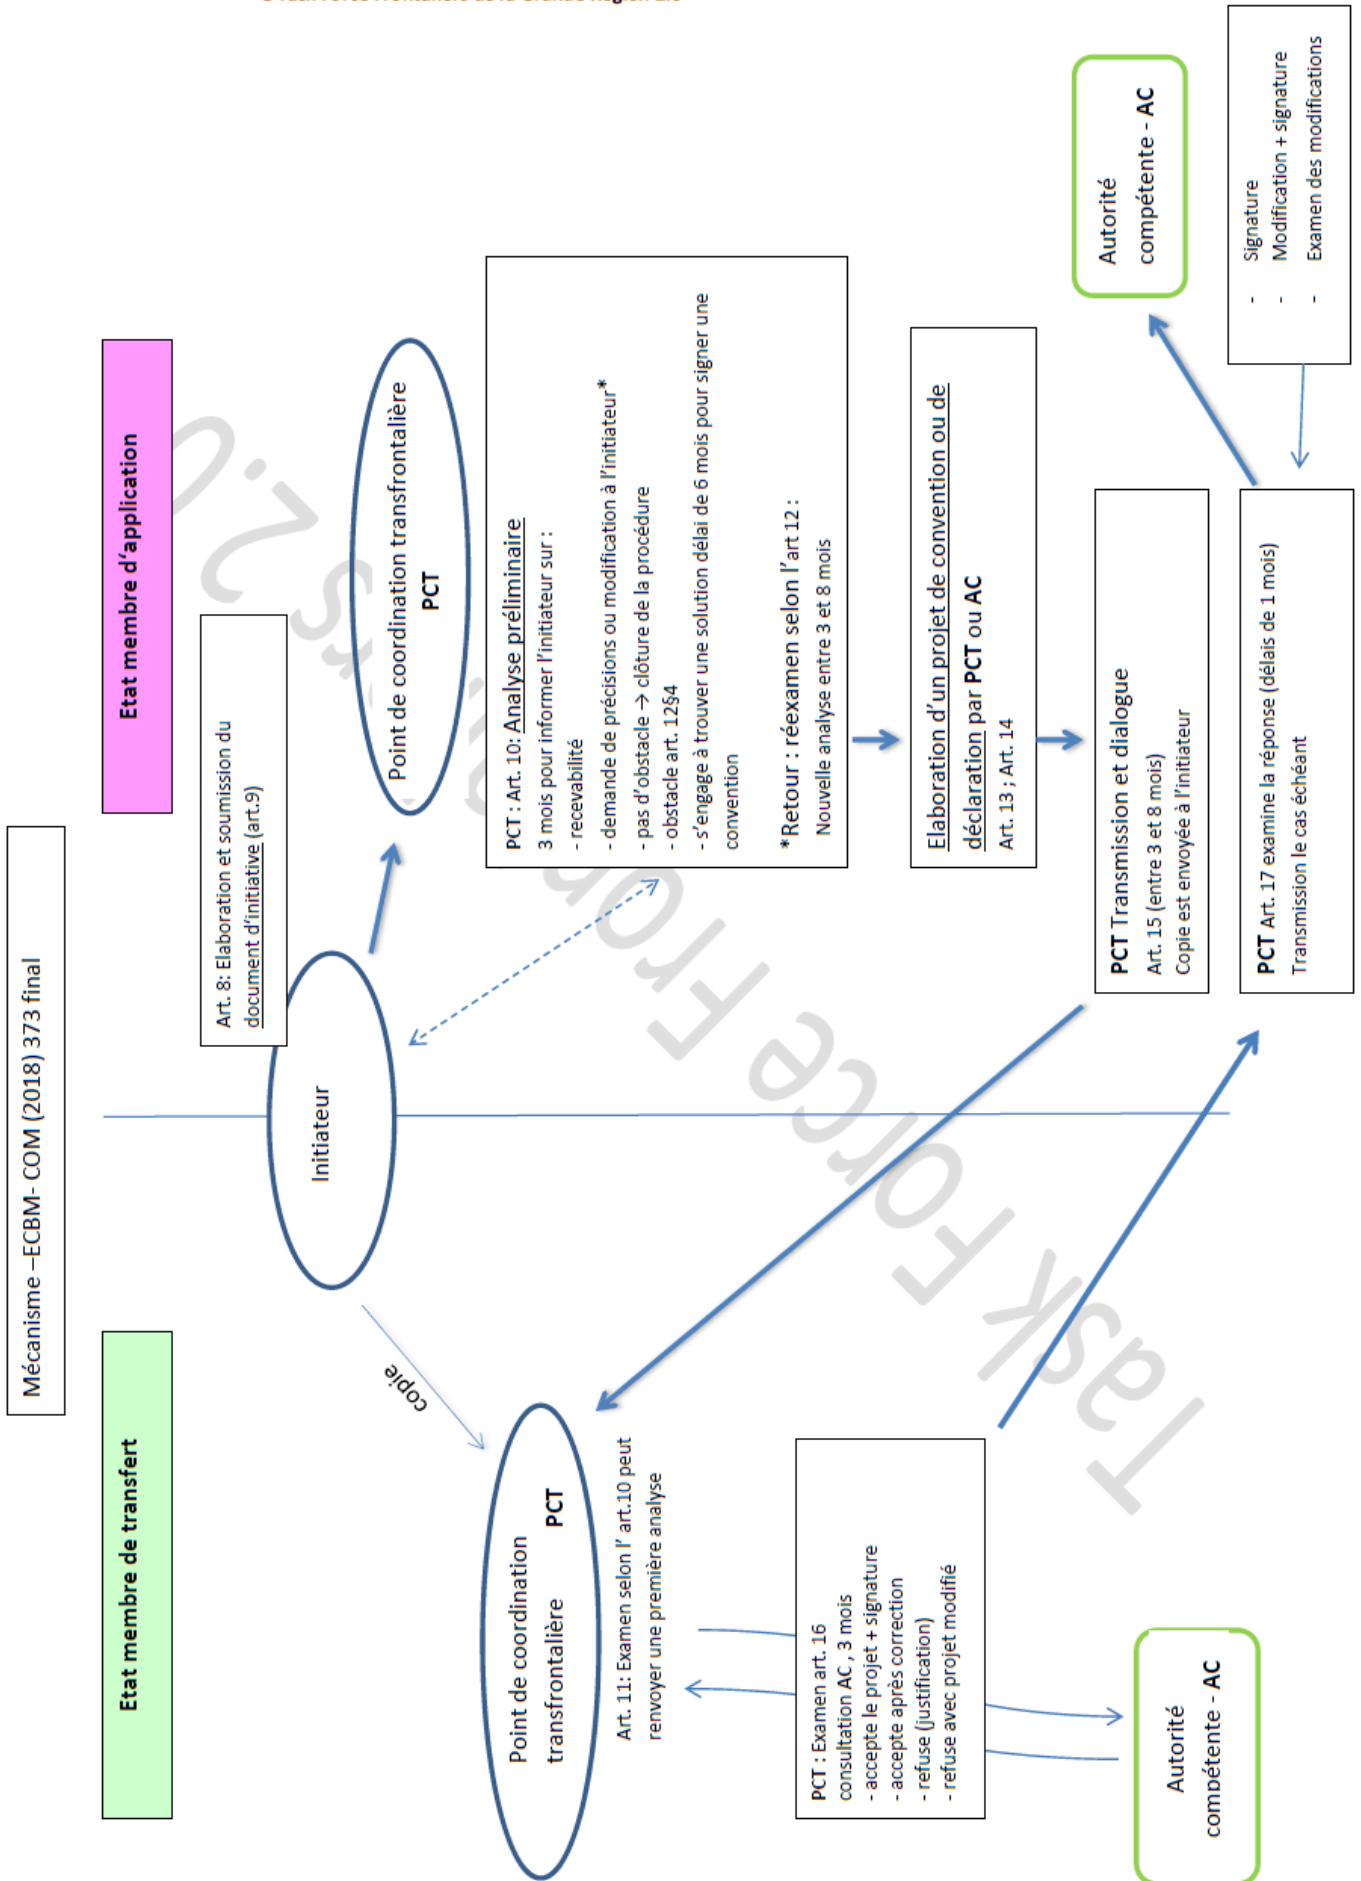 Mécanisme –ECBM- COM (2018) 373 final
Etat membre de transfert
Etat membre d'application
Art. 8: Elaboration et soumission du
document d'initiative (art.9)
Initiateur
copie
Point de coordination transfrontalière
PCT
Point de coordination
transfrontalière PCT
Art. 11: Examen selon l' art.10 peut
renvoyer une première analyse
PCT : Art. 10: Analyse préliminaire
3 mois pour informer l'initiateur sur :
- recevabilité
- demande de précisions ou modification à l'initiateur*
- pas d'obstacle → clôture de la procédure
- obstacle art. 12§4
- s'engage à trouver une solution délai de 6 mois pour signer une
convention
*Retour : réexamen selon l'art 12 :
Nouvelle analyse entre 3 et 8 mois
Elaboration d'un projet de convention ou de
déclaration par PCT ou AC
Art. 13 ; Art. 14
PCT : Examen art. 16
consultation AC , 3 mois
- accepte le projet + signature
- accepte après correction
- refuse (justification)
- refuse avec projet modifié
PCT Transmission et dialogue
Art. 15 (entre 3 et 8 mois)
Copie est envoyée à l'initiateur
PCT Art. 17 examine la réponse (délais de 1 mois)
Transmission le cas échéant
Autorité
compétente - AC
Autorité
compétente - AC
- Signature
- Modification + signature
- Examen des modifications
Task Force Frontaliers 2.0